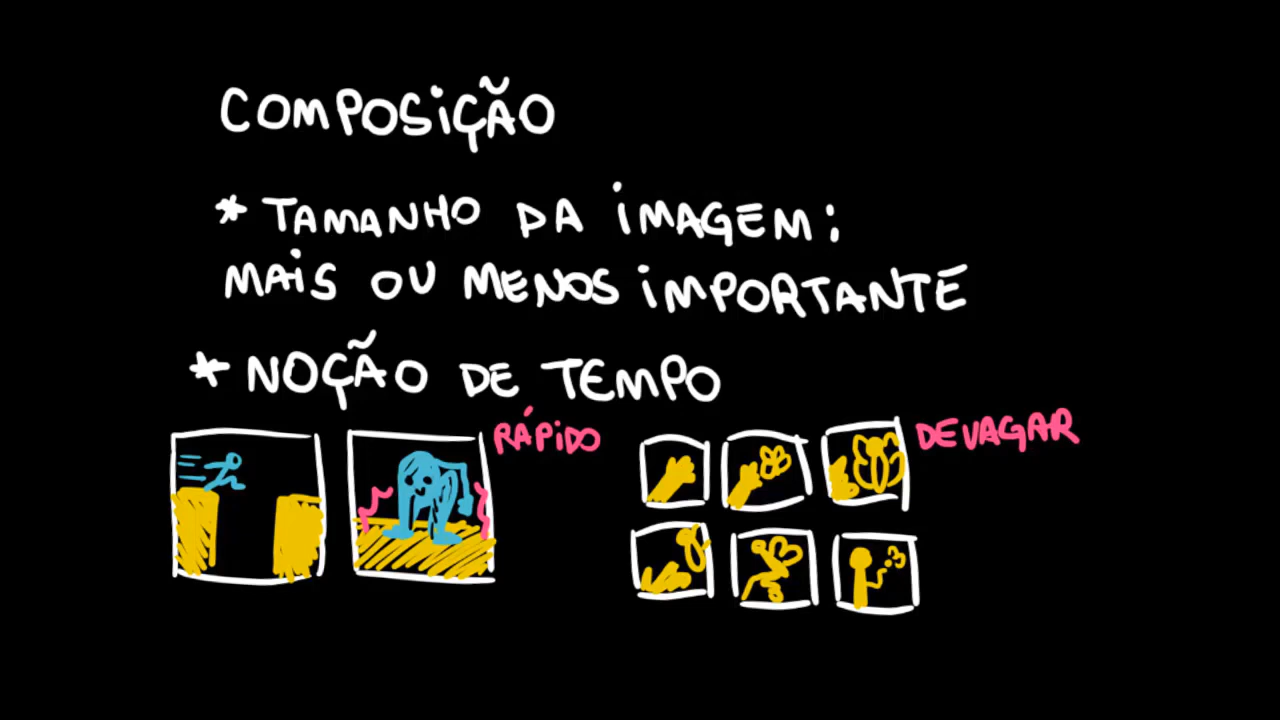 COMPOSIÇÃO
* TAMANHO DA IMAGEM:
MAIS OU MENOS IMPORTANTE
* NOÇÃO DE TEMPO
RÁPIDO
DEVAGAR